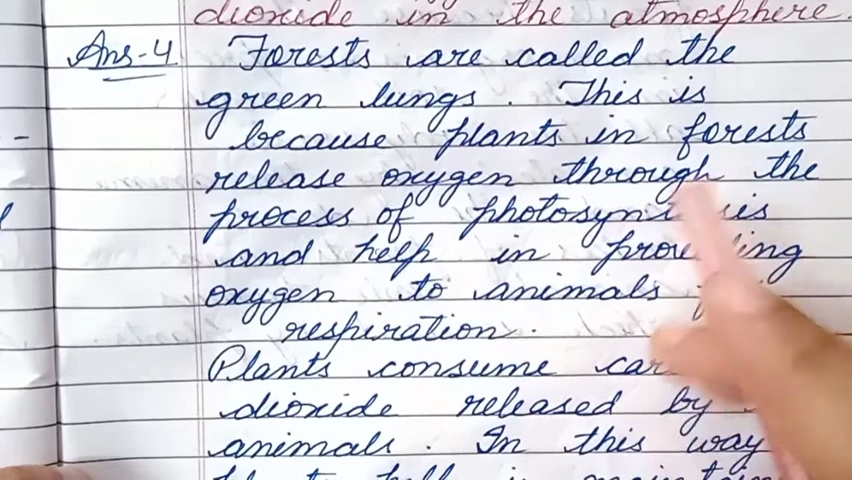 dioxide in the atmosphere.
Ans-4 Forests are called the
green lungs. This is
because plants in forests
release oxygen through the
process of
and help in
oxygen to animals
respiration.
Plants consume
dioxide released by
animals. In this way
help in